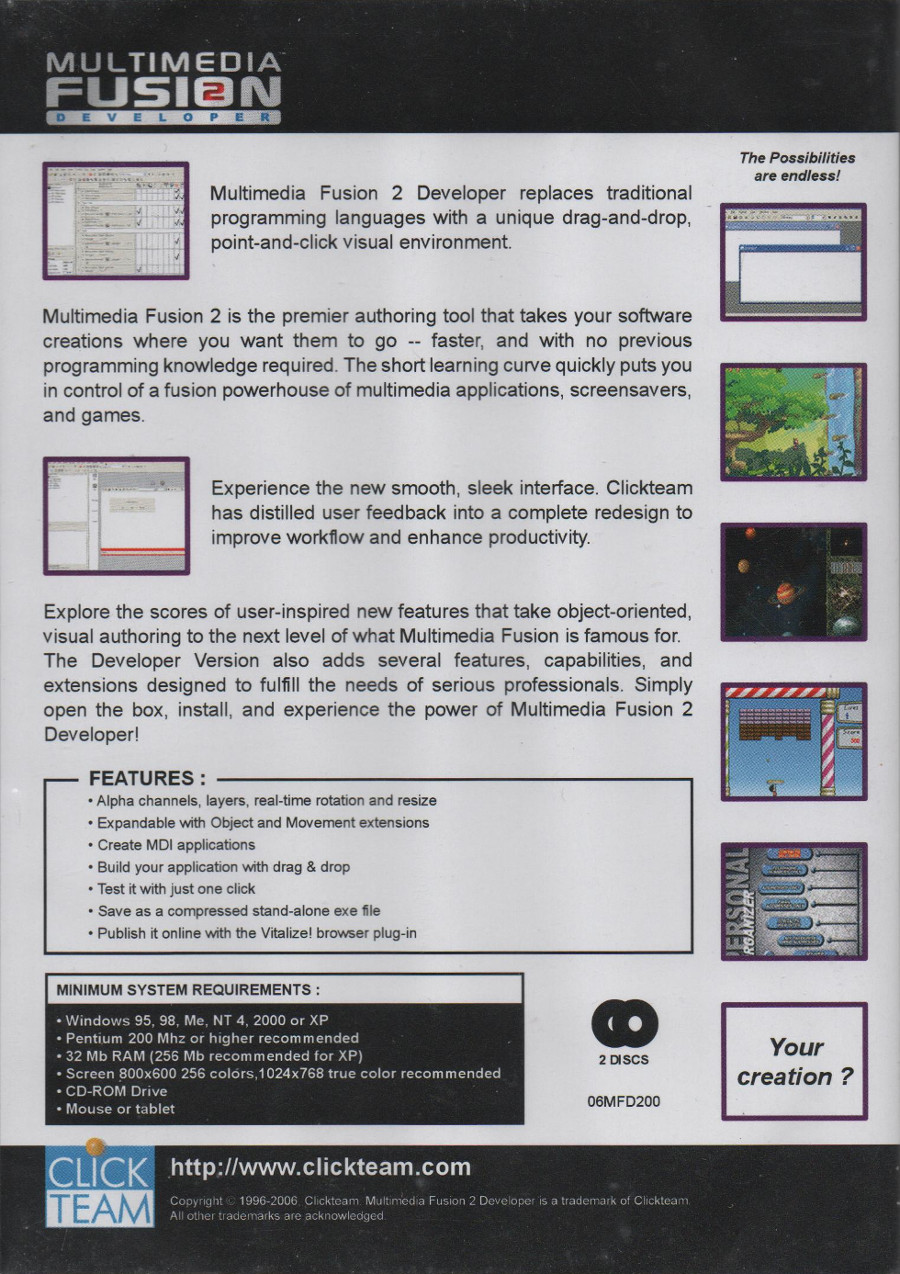 MULTIMEDIA
FUSION 2
DEVELOPER
The Possibilities
are endless!
Multimedia Fusion 2 Developer replaces traditional
programming languages with a unique drag-and-drop,
point-and-click visual environment.
Multimedia Fusion 2 is the premier authoring tool that takes your software
creations where you want them to go -- faster, and with no previous
programming knowledge required. The short learning curve quickly puts you
in control of a fusion powerhouse of multimedia applications, screensavers,
and games.
Experience the new smooth, sleek interface. Clickteam
has distilled user feedback into a complete redesign to
improve workflow and enhance productivity.
Explore the scores of user-inspired new features that take object-oriented,
visual authoring to the next level of what Multimedia Fusion is famous for.
The Developer Version also adds several features, capabilities, and
extensions designed to fulfill the needs of serious professionals. Simply
open the box, install, and experience the power of Multimedia Fusion 2
Developer!
FEATURES :
• Alpha channels, layers, real-time rotation and resize
• Expandable with Object and Movement extensions
• Create MDI applications
• Build your application with drag & drop
• Test it with just one click
• Save as a compressed stand-alone exe file
• Publish it online with the Vitalize! browser plug-in
Lives
Score
PERSONAL
ORGANIZER
MINIMUM SYSTEM REQUIREMENTS :
• Windows 95, 98, Me, NT 4, 2000 or XP
• Pentium 200 Mhz or higher recommended
• 32 Mb RAM (256 Mb recommended for XP)
• Screen 800x600 256 colors,1024x768 true color recommended
• CD-ROM Drive
• Mouse or tablet
2 DISCS
06MFD200
Your
creation ?
CLICK
TEAM
http://www.clickteam.com
Copyright © 1996-2006, Clickteam. Multimedia Fusion 2 Developer is a trademark of Clickteam.
All other trademarks are acknowledged.